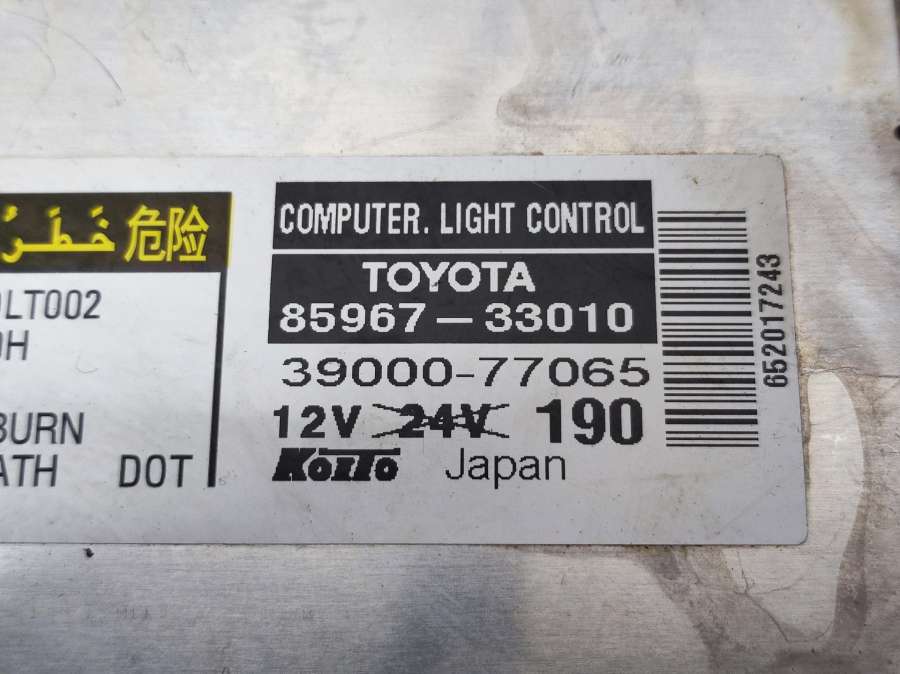 خَطَر 危险
LT002
H
BURN
ATH DOT
COMPUTER. LIGHT CONTROL
TOYOTA
85967-33010
39000-77065
12V 24V 190
KOITO Japan
652017243